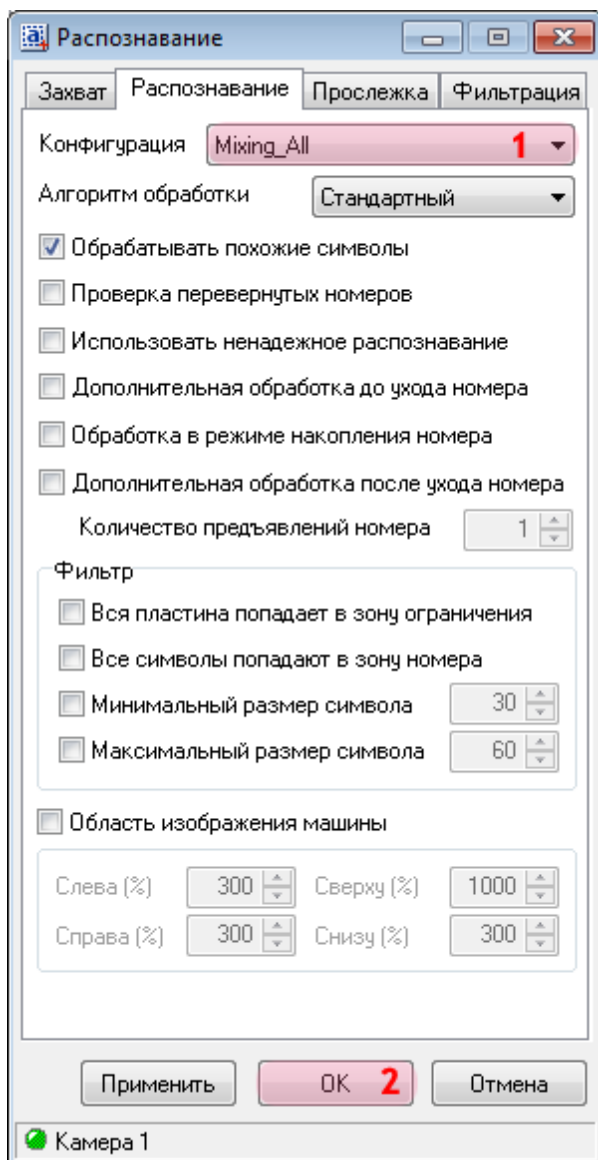 Распознавание
Захват Распознавание Прослежка Фильтрация
Конфигурация Mixing_All 1
Алгоритм обработки Стандартный
Обрабатывать похожие символы
Проверка перевернутых номеров
Использовать ненадежное распознавание
Дополнительная обработка до ухода номера
Обработка в режиме накопления номера
Дополнительная обработка после ухода номера
Количество предъявлений номера 1
Фильтр
Вся пластина попадает в зону ограничения
Все символы попадают в зону номера
Минимальный размер символа 30
Максимальный размер символа 60
Область изображения машины
Слева (%) 300 Сверху (%) 1000
Справа (%) 300 Снизу (%) 300
Применить OK 2 Отмена
Камера 1